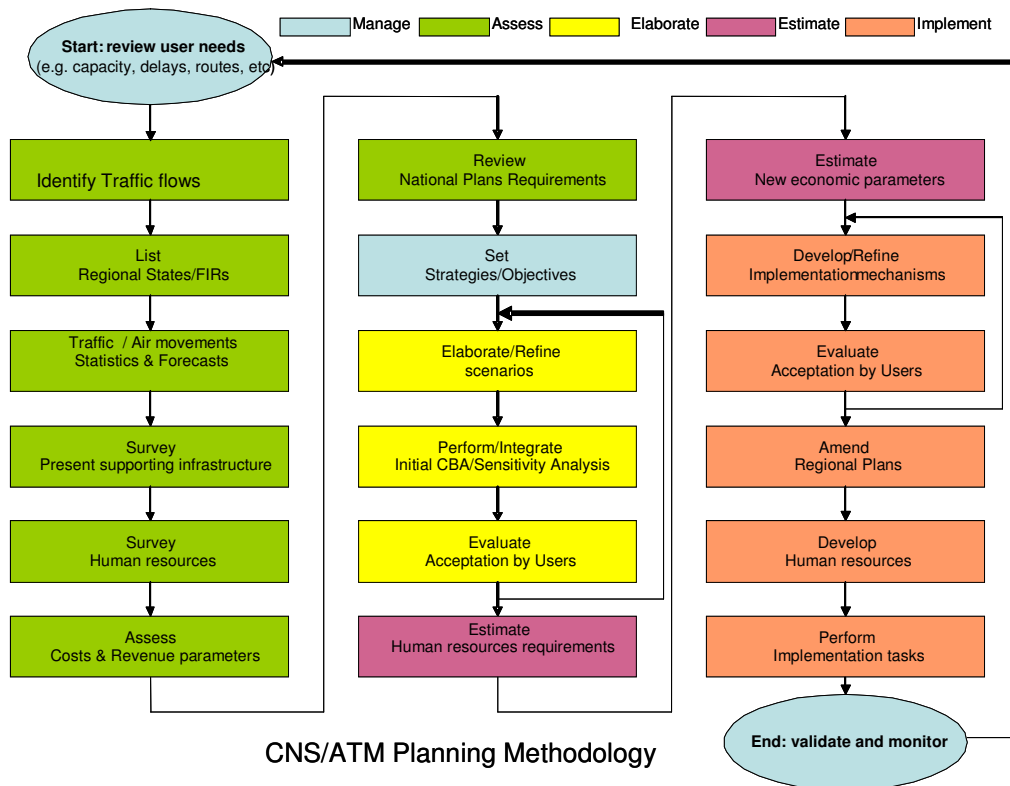 Manage
Assess
Elaborate
Estimate
Implement
Start: review user needs
(e.g. capacity, delays, routes, etc)
Identify Traffic flows
List
Regional States/FIRs
Traffic / Air movements
Statistics & Forecasts
Survey
Present supporting infrastructure
Survey
Human resources
Assess
Costs & Revenue parameters
Review
National Plans Requirements
Set
Strategies/Objectives
Elaborate/Refine
scenarios
Perform/Integrate
Initial CBA/Sensitivity Analysis
Evaluate
Acceptation by Users
Estimate
Human resources requirements
Estimate
New economic parameters
Develop/Refine
Implementation mechanisms
Evaluate
Acceptation by Users
Amend
Regional Plans
Develop
Human resources
Perform
Implementation tasks
End: validate and monitor
CNS/ATM Planning Methodology